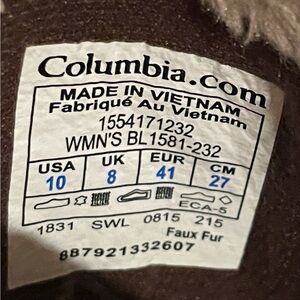 Columbia.com
MADE IN VIETNAM
Fabriqué Au Vietnam
1554171232
WMN'S BL1581-232
USA UK EUR CM
10 8 41 27
ECA-5
1831 SWL 0815 215
Faux Fur
887921332607